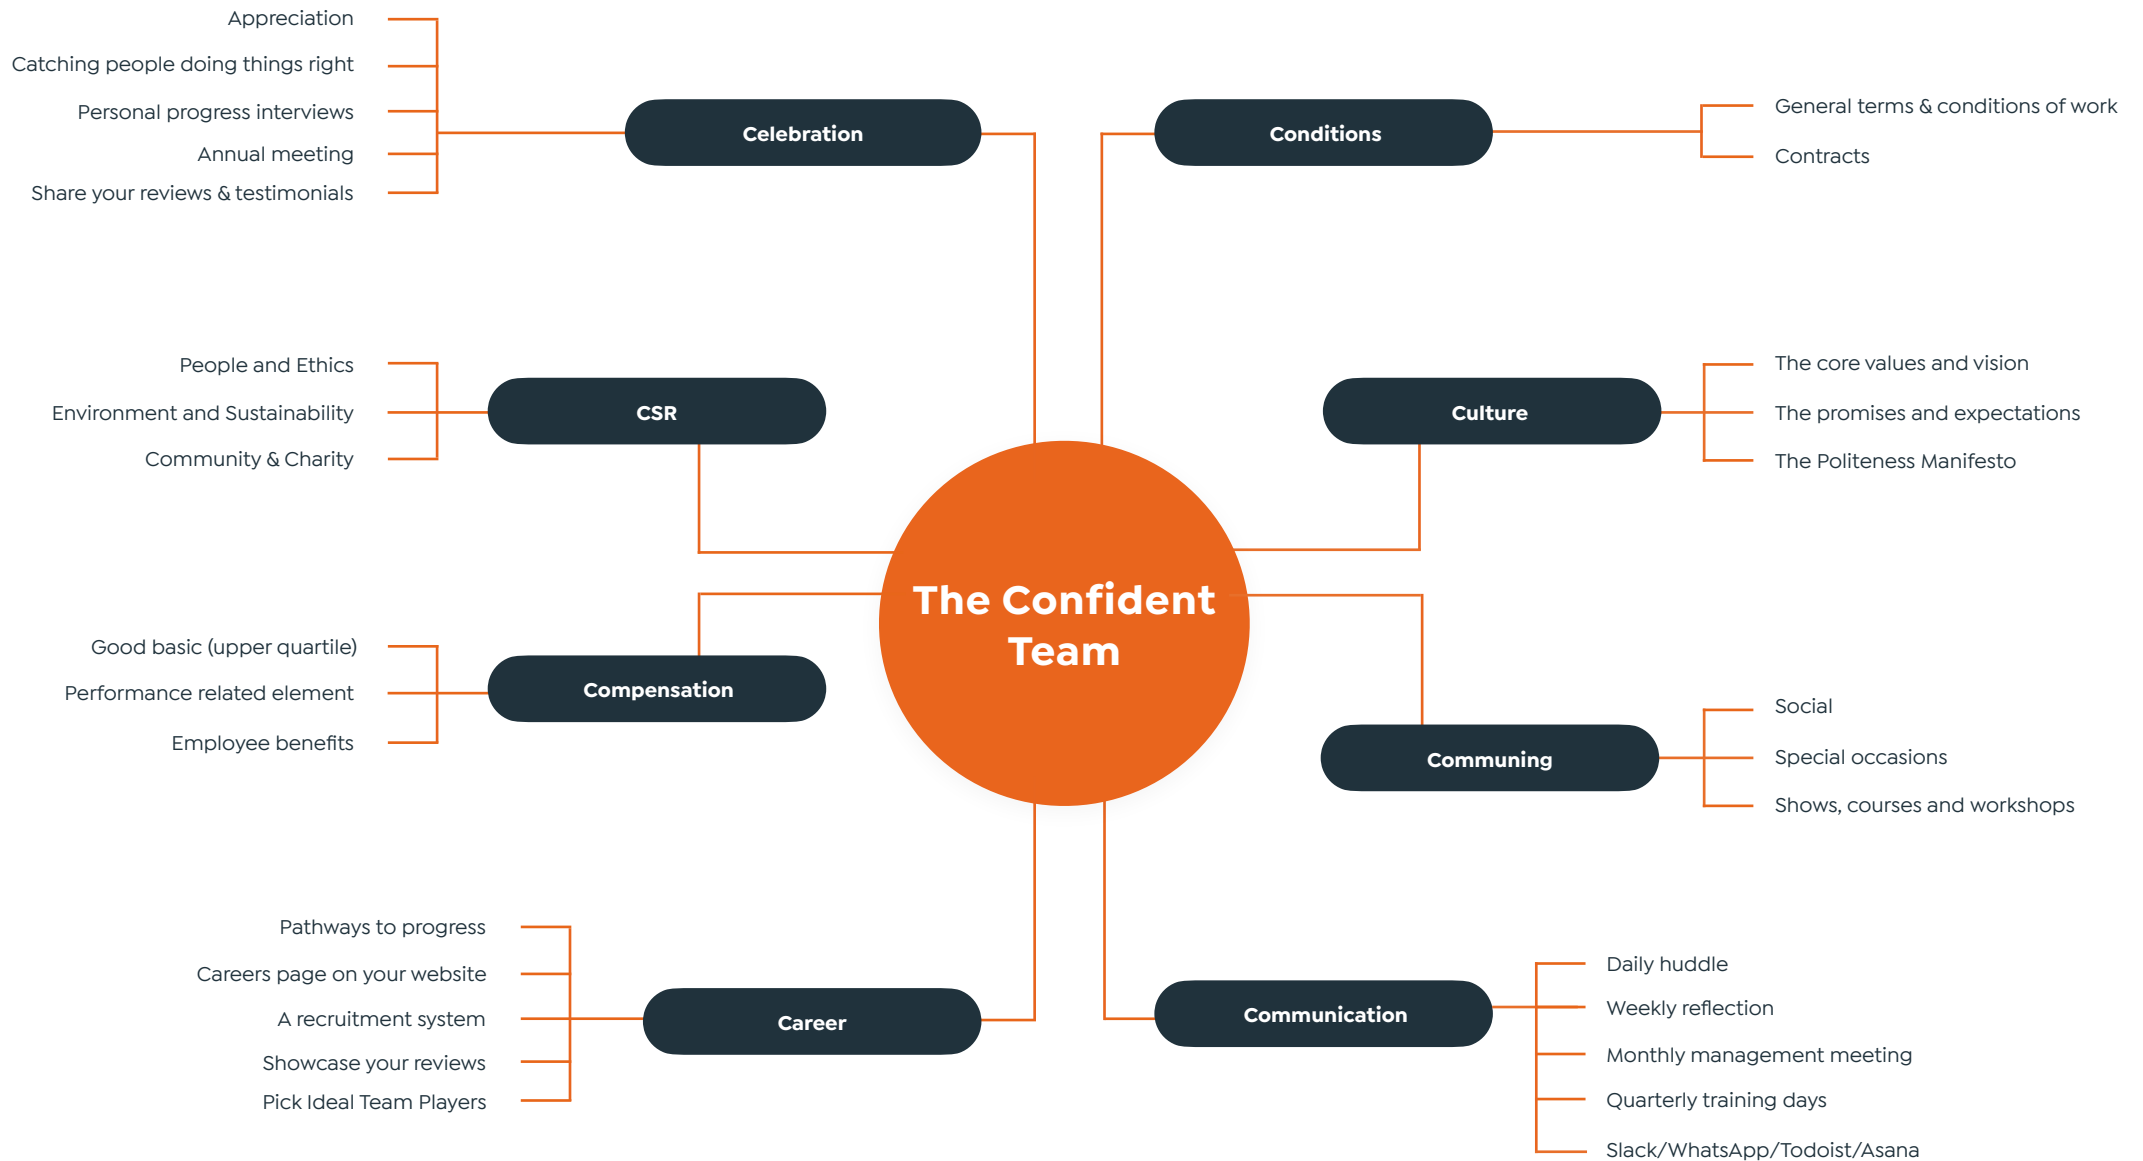 Appreciation
Catching people doing things right
Personal progress interviews
Annual meeting
Share your reviews & testimonials
Celebration
Conditions
General terms & conditions of work
Contracts
People and Ethics
Environment and Sustainability
Community & Charity
CSR
Culture
The core values and vision
The promises and expectations
The Politeness Manifesto
The Confident
Team
Good basic (upper quartile)
Performance related element
Employee benefits
Compensation
Communing
Social
Special occasions
Shows, courses and workshops
Pathways to progress
Careers page on your website
A recruitment system
Showcase your reviews
Pick Ideal Team Players
Career
Communication
Daily huddle
Weekly reflection
Monthly management meeting
Quarterly training days
Slack/WhatsApp/Todoist/Asana